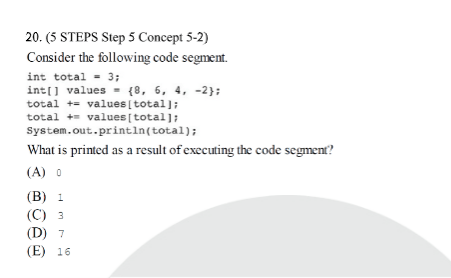 20. (5 STEPS Step 5 Concept 5-2)
Consider the following code segment.
int total = 3;
int[] values = {8, 6, 4, -2};
total += values[total];
total += values[total];
System.out.println(total);
What is printed as a result of executing the code segment?
(A) 0
(B) 1
(C) 3
(D) 7
(E) 16